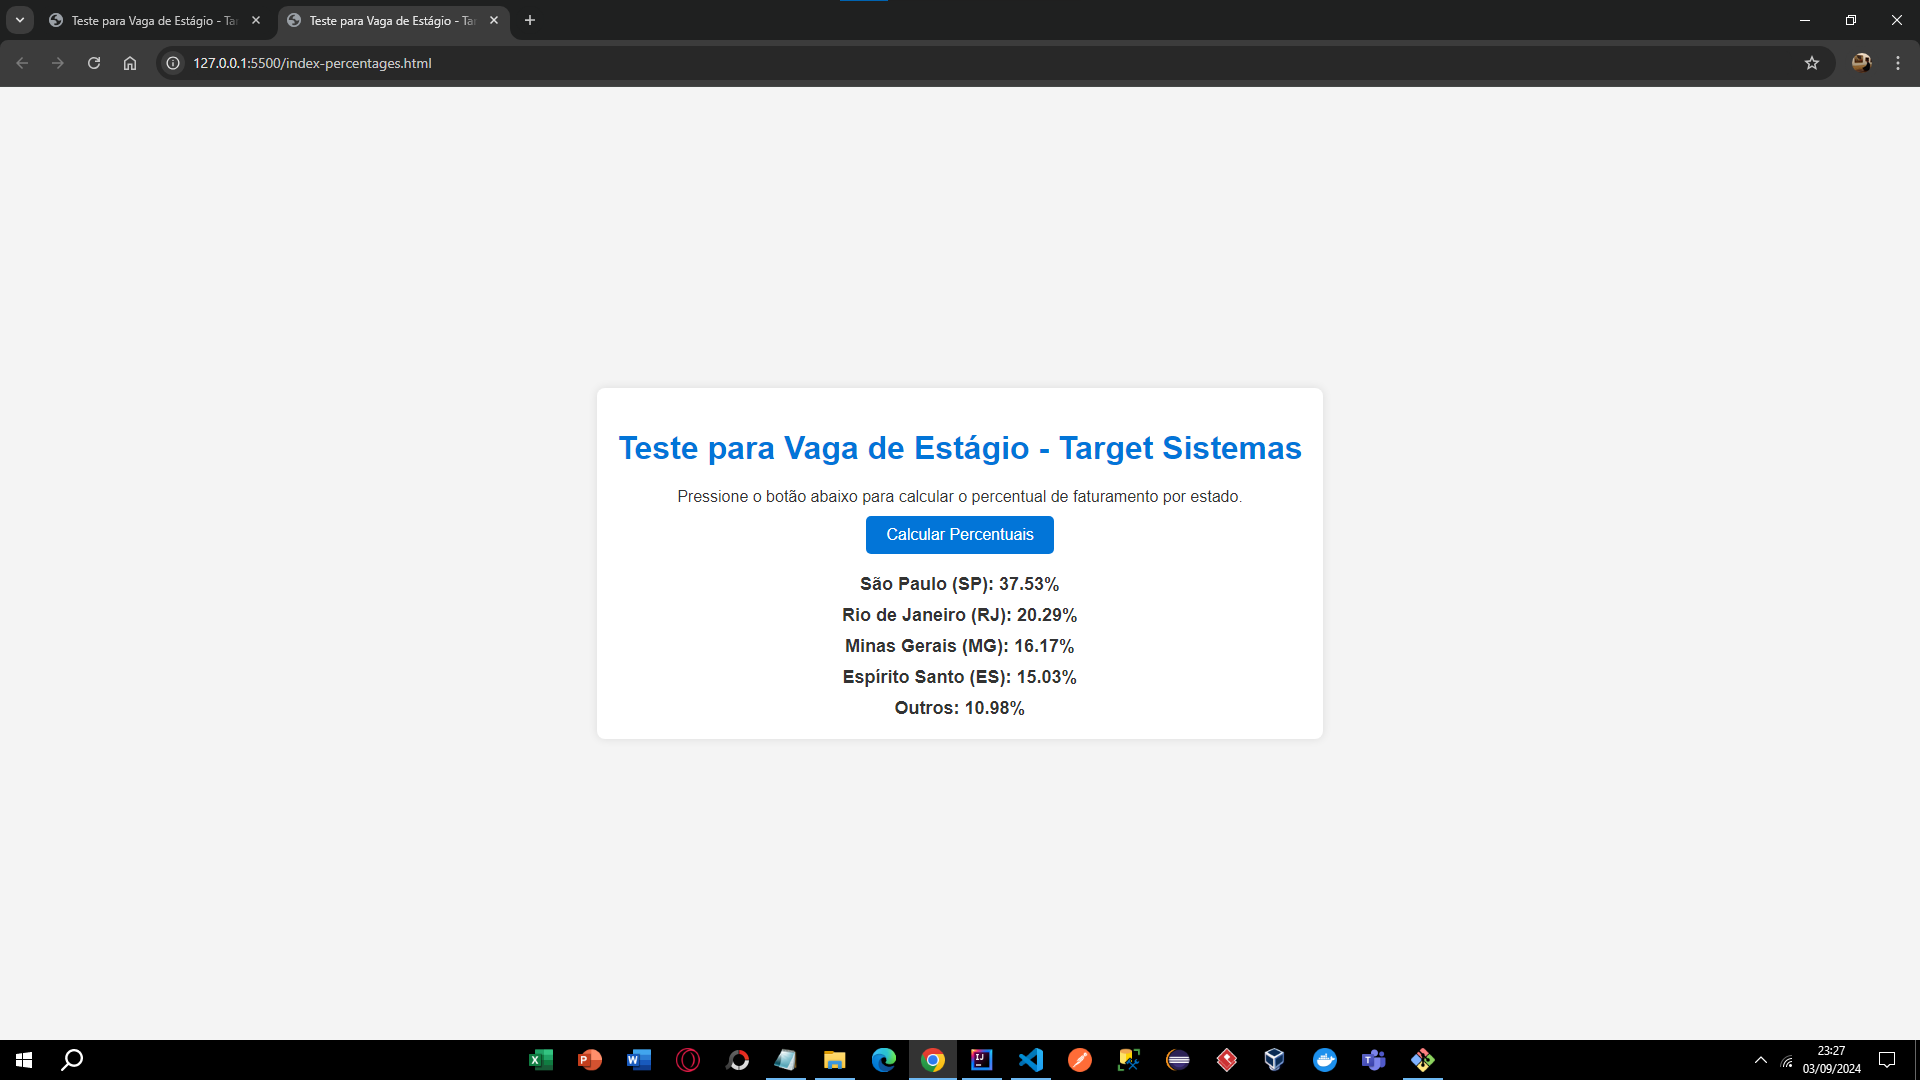 Teste para Vaga de Estágio - Ta
Teste para Vaga de Estágio - Ta
127.0.0.1:5500/index-percentages.html
Teste para Vaga de Estágio - Target Sistemas
Pressione o botão abaixo para calcular o percentual de faturamento por estado.
Calcular Percentuais
São Paulo (SP): 37.53%
Rio de Janeiro (RJ): 20.29%
Minas Gerais (MG): 16.17%
Espírito Santo (ES): 15.03%
Outros: 10.98%
23:27
03/09/2024